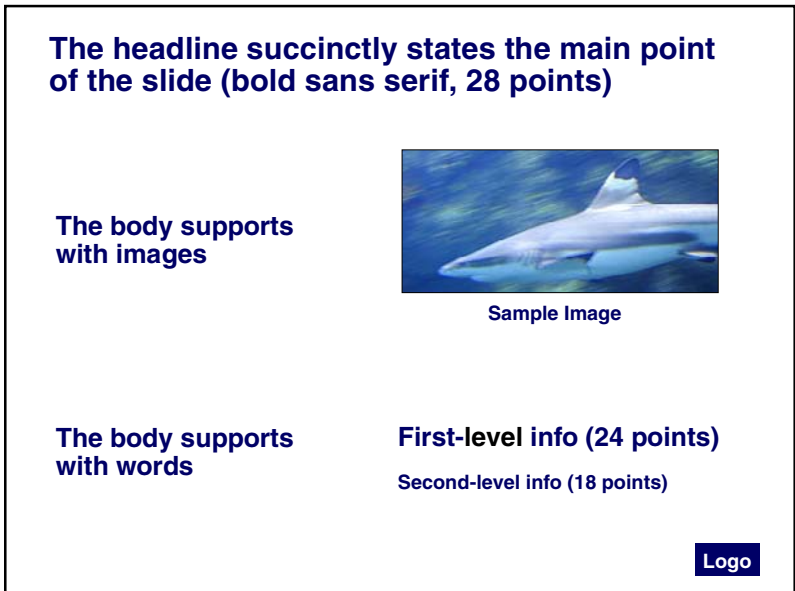 The headline succinctly states the main point
of the slide (bold sans serif, 28 points)
The body supports
with images
Sample Image
The body supports
with words
First-level info (24 points)
Second-level info (18 points)
Logo